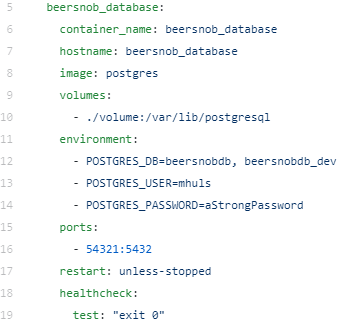 5 beersnob_database:
6 container_name: beersnob_database
7 hostname: beersnob_database
8 image: postgres
9 volumes:
10 - ./volume:/var/lib/postgresql
11 environment:
12 - POSTGRES_DB=beersnobdb, beersnobdb_dev
13 - POSTGRES_USER=mhuls
14 - POSTGRES_PASSWORD=aStrongPassword
15 ports:
16 - 54321:5432
17 restart: unless-stopped
18 healthcheck:
19 test: "exit 0"